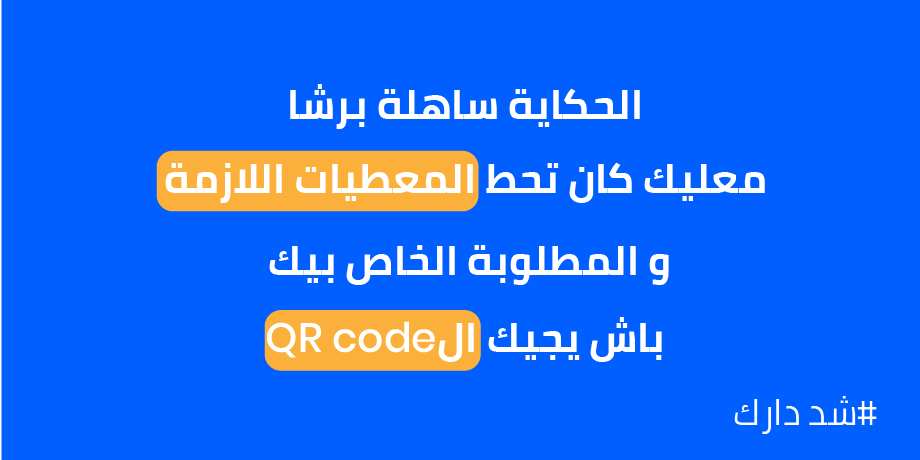 الحكاية ساهلة برشا
معليك كان تحط المعطيات اللازمة
و المطلوبة الخاص بيك
باش يجيك الQR code
#شد دارك